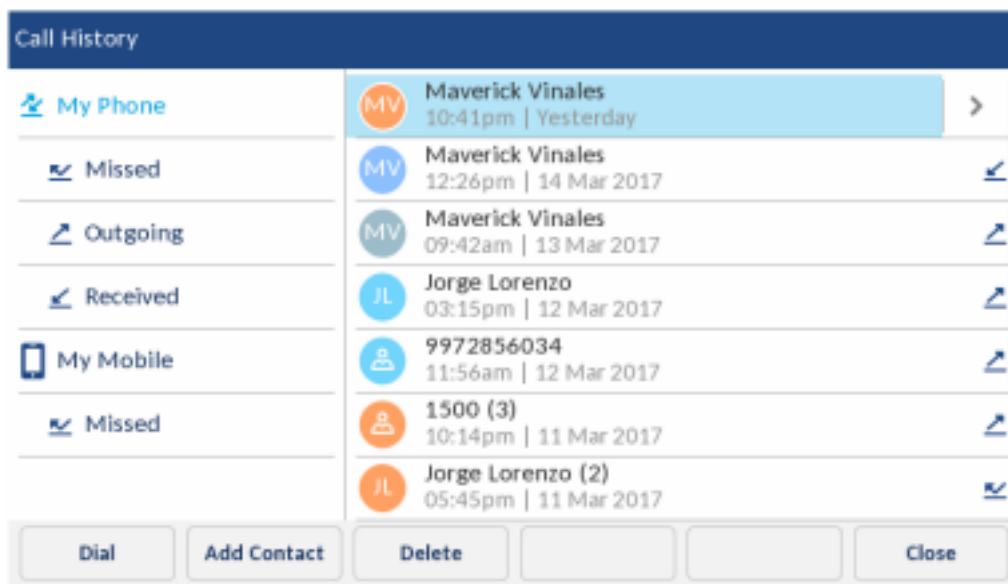 Call History
My Phone
Missed
Outgoing
Received
My Mobile
Missed
MV
Maverick Vinales
10:41pm | Yesterday
MV
Maverick Vinales
12:26pm | 14 Mar 2017
MV
Maverick Vinales
09:42am | 13 Mar 2017
JL
Jorge Lorenzo
03:15pm | 12 Mar 2017
9972856034
11:56am | 12 Mar 2017
1500 (3)
10:14pm | 11 Mar 2017
JL
Jorge Lorenzo (2)
05:45pm | 11 Mar 2017
Dial
Add Contact
Delete
Close